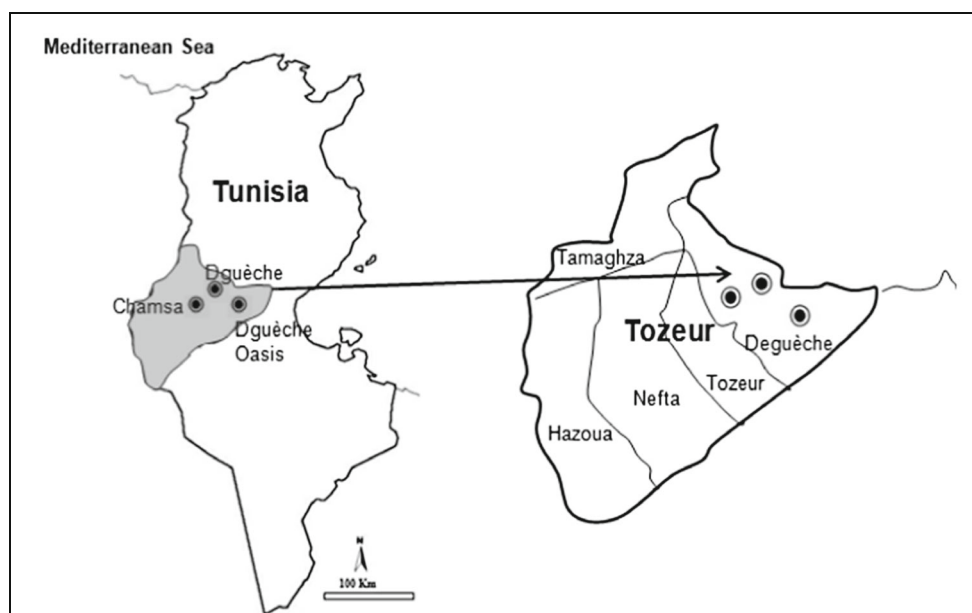 Mediterranean Sea
Tunisia
Dguèche
Chamsa
Dguèche
Oasis
N
100 Km
Tamaghza
Tozeur
Deguèche
Tozeur
Nefta
Hazoua